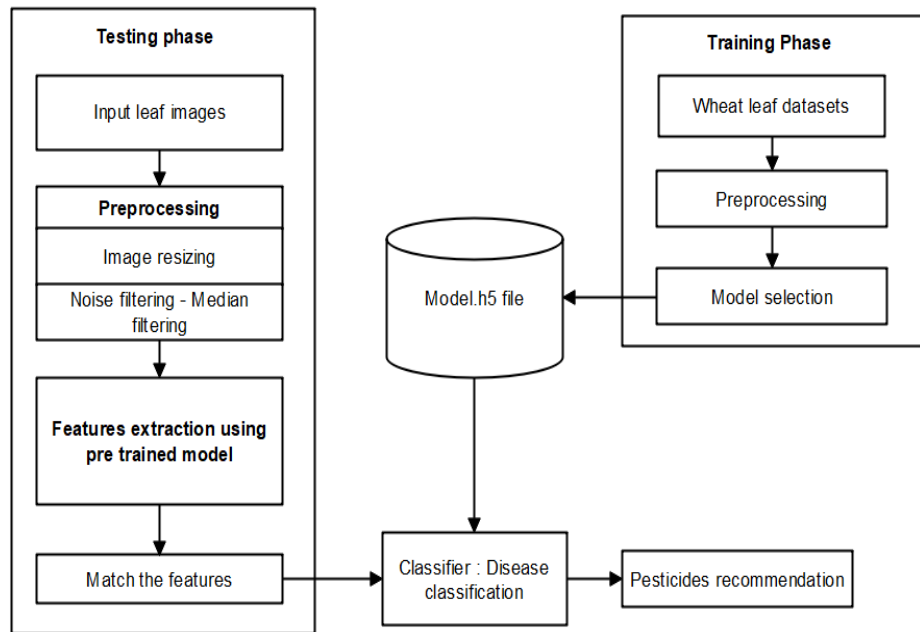 Testing phase
Input leaf images
Preprocessing
Image resizing
Noise filtering - Median
filtering
Features extraction using
pre trained model
Match the features
Training Phase
Wheat leaf datasets
Preprocessing
Model selection
Model.h5 file
Classifier : Disease
classification
Pesticides recommendation